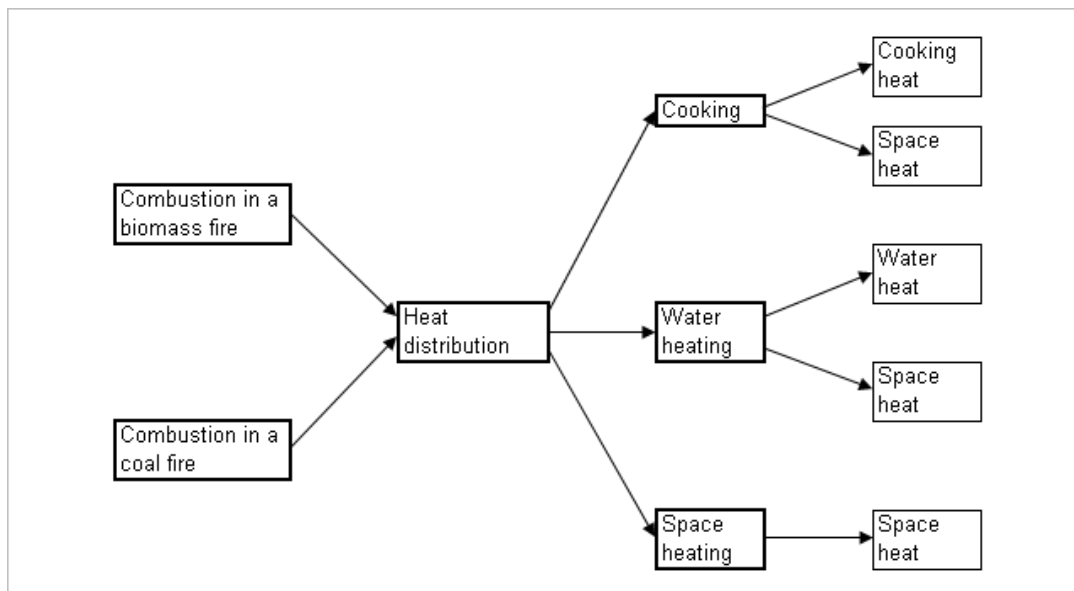 Combustion in a
biomass fire
Combustion in a
coal fire
Heat
distribution
Cooking
Water
heating
Space
heating
Cooking
heat
Space
heat
Water
heat
Space
heat
Space
heat